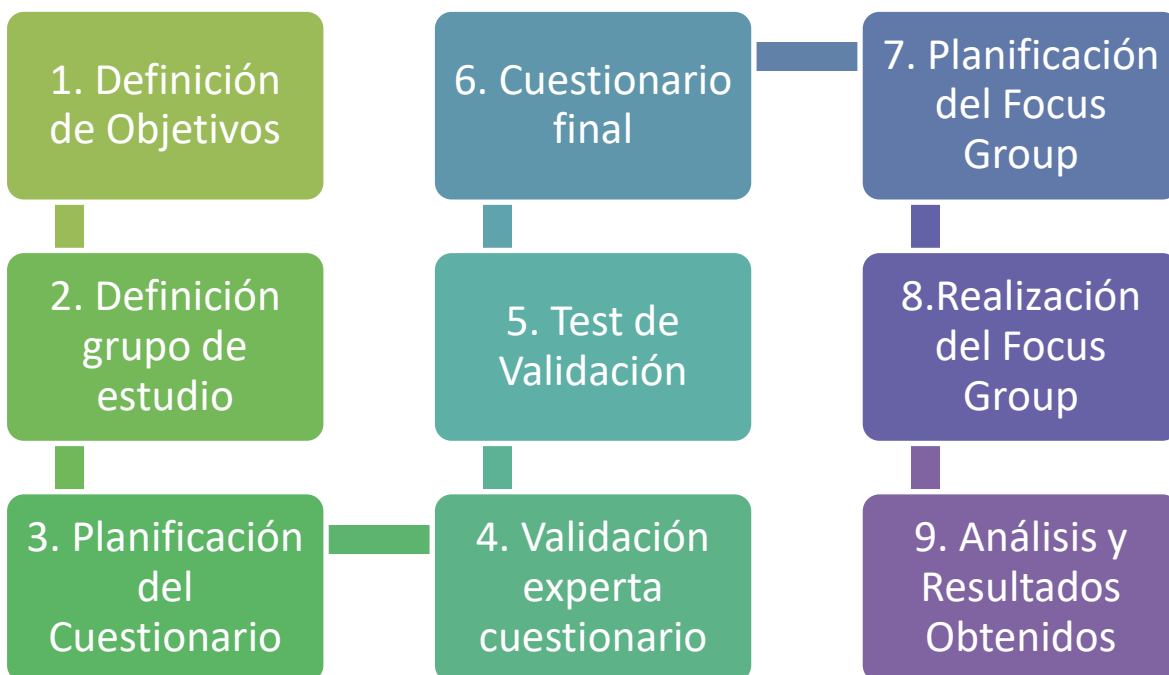 1. Definición
de Objetivos
2. Definición
grupo de
estudio
3. Planificación
del
Cuestionario
4. Validación
experta
cuestionario
5. Test de
Validación
6. Cuestionario
final
7. Planificación
del Focus
Group
8.Realización
del Focus
Group
9. Análisis y
Resultados
Obtenidos